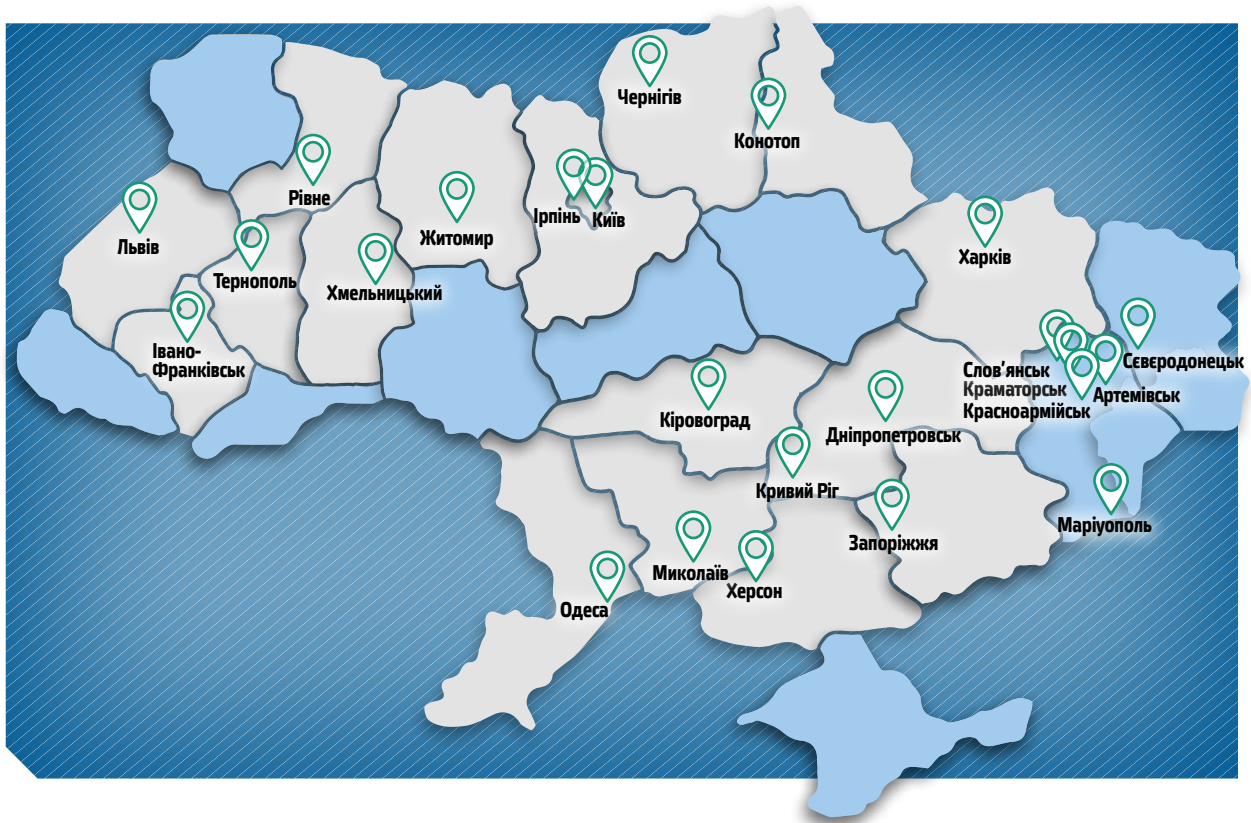 Чернігів
Конотоп
Рівне
Ірпінь
Київ
Львів
Житомир
Харків
Тернополь
Хмельницький
Івано-
Франківськ
Сєвєродонецьк
Слов'янськ
Краматорськ
Красноармійськ
Артемівськ
Кіровоград
Дніпропетровськ
Кривий Ріг
Маріуополь
Запоріжжя
Миколаїв
Херсон
Одеса